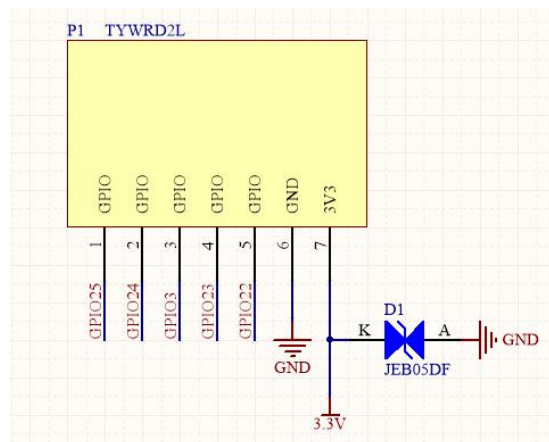 P1 TYWRD2L
GPIO GPIO GPIO GPIO GPIO GND 3V3
1 2 3 4 5 6 7
GPIO25 GPIO24 GPIO3 GPIO23 GPIO22
D1
K A
GND
GND
JEB05DF
3.3V